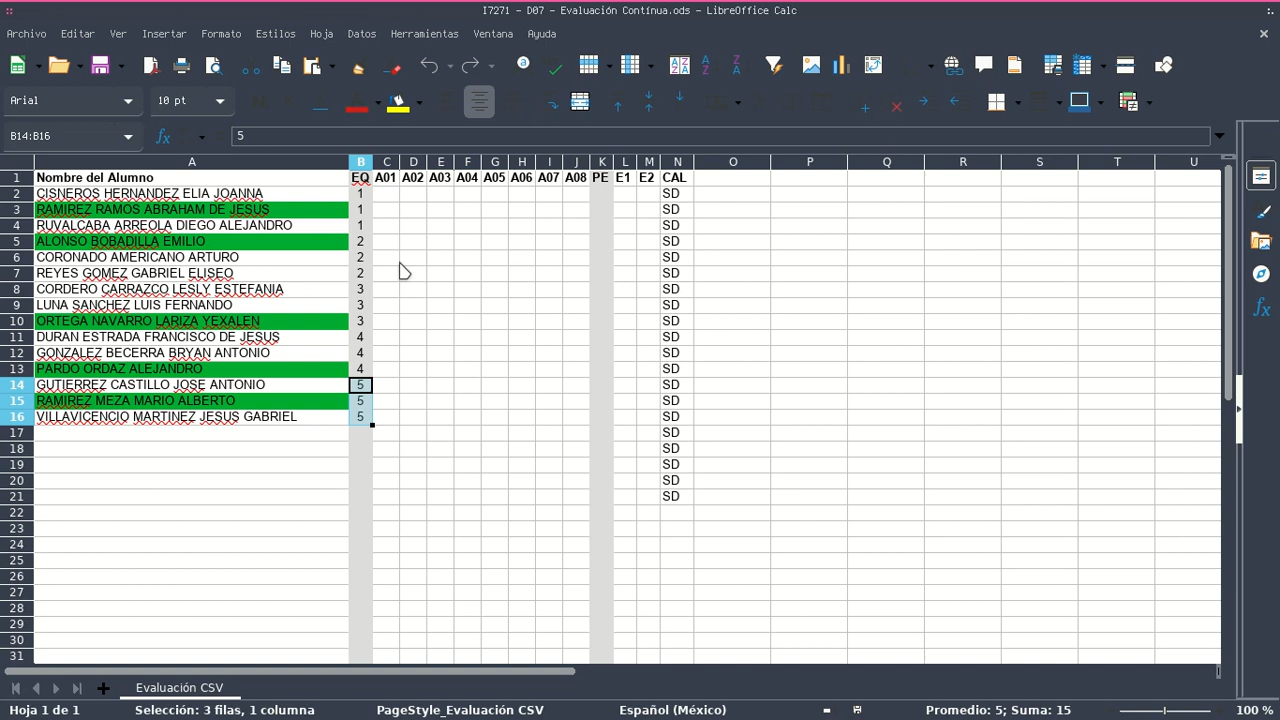 I7271 - D07 - Evaluación Contínua.ods - LibreOffice Calc
Archivo Editar Ver Insertar Formato Estilos Hoja Datos Herramientas Ventana Ayuda
Arial 10 pt
B14:B16 5
A B C D E F G H I J K L M N O P Q R S T U
1 Nombre del Alumno EQ A01 A02 A03 A04 A05 A06 A07 A08 PE E1 E2 CAL
2 CISNEROS HERNANDEZ ELIA JOANNA 1 SD
3 RAMIREZ RAMOS ABRAHAM DE JESUS 1 SD
4 RUVALCABA ARREOLA DIEGO ALEJANDRO 1 SD
5 ALONSO BOBADILLA EMILIO 2 SD
6 CORONADO AMERICANO ARTURO 2 SD
7 REYES GOMEZ GABRIEL ELISEO 2 SD
8 CORDERO CARRAZCO LESLY ESTEFANIA 3 SD
9 LUNA SANCHEZ LUIS FERNANDO 3 SD
10 ORTEGA NAVARRO LARIZA YEXALEN 3 SD
11 DURAN ESTRADA FRANCISCO DE JESUS 4 SD
12 GONZALEZ BECERRA BRYAN ANTONIO 4 SD
13 PARDO ORDAZ ALEJANDRO 4 SD
14 GUTIERREZ CASTILLO JOSE ANTONIO 5 SD
15 RAMIREZ MEZA MARIO ALBERTO 5 SD
16 VILLAVICENCIO MARTINEZ JESUS GABRIEL 5 SD
17 SD
18 SD
19 SD
20 SD
21 SD
22
23
24
25
26
27
28
29
30
31
Evaluación CSV
Hoja 1 de 1 Selección: 3 filas, 1 columna PageStyle_Evaluación CSV Español (México) Promedio: 5; Suma: 15 100 %